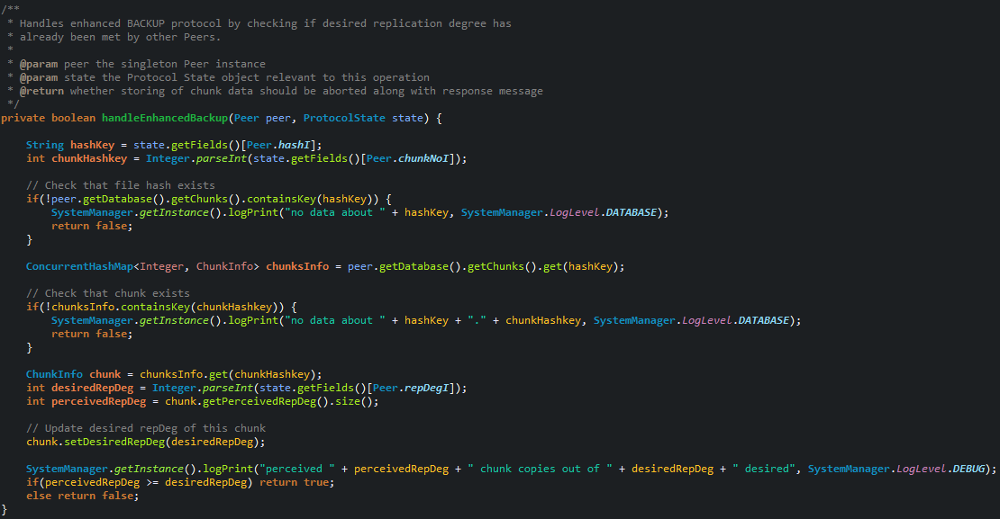 /**
 * Handles enhanced BACKUP protocol by checking if desired replication degree has
 * already been met by other Peers.
 *
 * @param peer the singleton Peer instance
 * @param state the Protocol State object relevant to this operation
 * @return whether storing of chunk data should be aborted along with response message
 */
private boolean handleEnhancedBackup(Peer peer, ProtocolState state) {

    String hashKey = state.getFields()[Peer.hashI];
    int chunkHashkey = Integer.parseInt(state.getFields()[Peer.chunkNoI]);

    // Check that file hash exists
    if(!peer.getDatabase().getChunks().containsKey(hashKey)) {
        SystemManager.getInstance().logPrint("no data about " + hashKey, SystemManager.LogLevel.DATABASE);
        return false;
    }

    ConcurrentHashMap<Integer, ChunkInfo> chunksInfo = peer.getDatabase().getChunks().get(hashKey);

    // Check that chunk exists
    if(!chunksInfo.containsKey(chunkHashkey)) {
        SystemManager.getInstance().logPrint("no data about " + hashKey + "." + chunkHashkey, SystemManager.LogLevel.DATABASE);
        return false;
    }

    ChunkInfo chunk = chunksInfo.get(chunkHashkey);
    int desiredRepDeg = Integer.parseInt(state.getFields()[Peer.repDegI]);
    int perceivedRepDeg = chunk.getPerceivedRepDeg().size();

    // Update desired repDeg of this chunk
    chunk.setDesiredRepDeg(desiredRepDeg);

    SystemManager.getInstance().logPrint("perceived " + perceivedRepDeg + " chunk copies out of " + desiredRepDeg + " desired", SystemManager.LogLevel.DEBUG);
    if(perceivedRepDeg >= desiredRepDeg) return true;
    else return false;
}